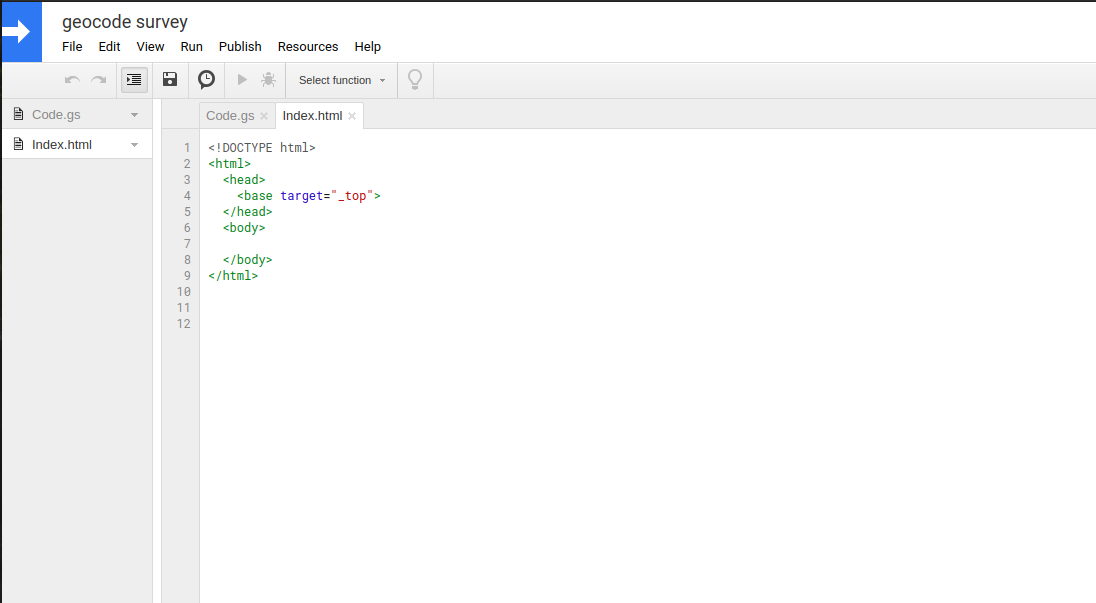 geocode survey
File Edit View Run Publish Resources Help
Select function
Code.gs
Index.html
Code.gs × Index.html ×
1 <!DOCTYPE html>
2 <html>
3 <head>
4 <base target="_top">
5 </head>
6 <body>
7
8 </body>
9 </html>
10
11
12